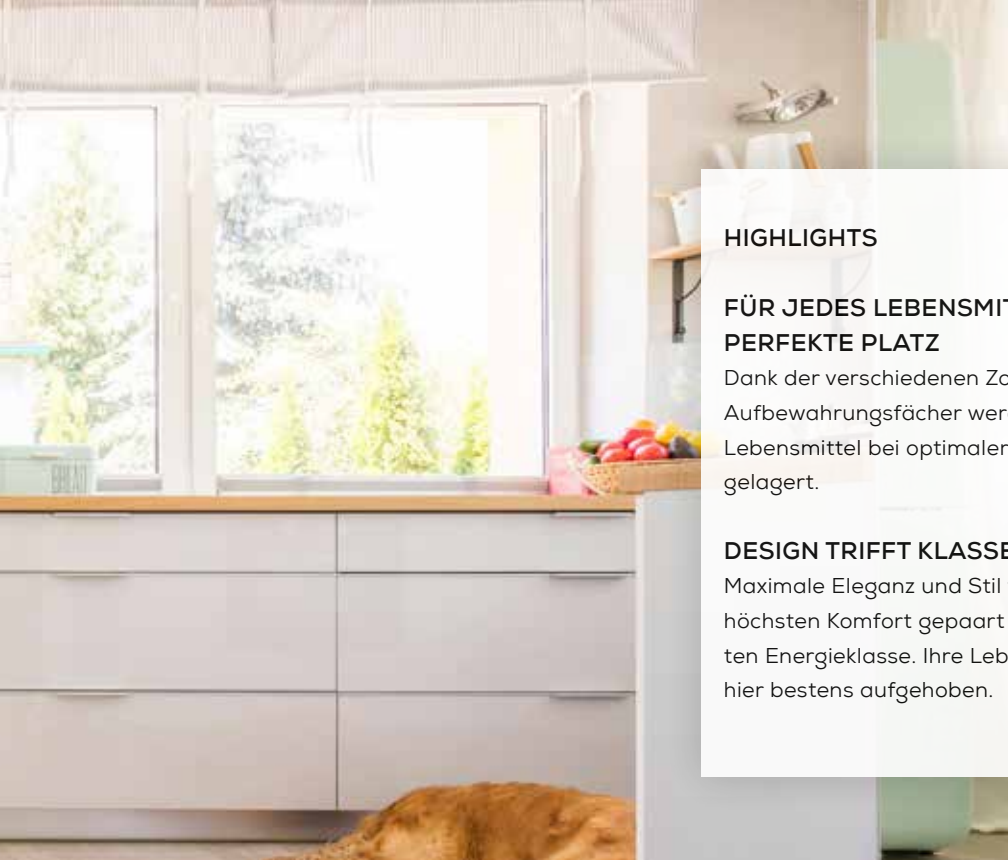 HIGHLIGHTS
FÜR JEDES LEBENSMIT
PERFEKTE PLATZ
Dank der verschiedenen Zo
Aufbewahrungsfächer wer
Lebensmittel bei optimaler
gelagert.
DESIGN TRIFFT KLASSE
Maximale Eleganz und Stil
höchsten Komfort gepaart
ten Energieklasse. Ihre Leb
hier bestens aufgehoben.
BREAD